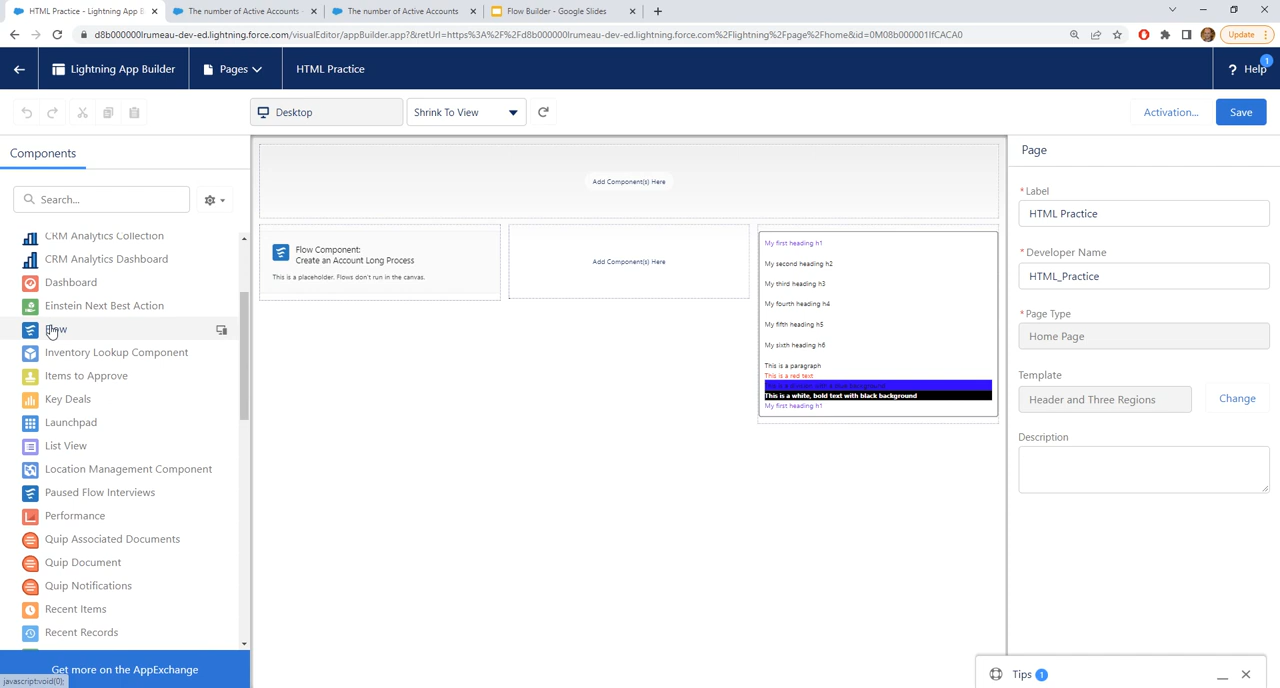 HTML Practice - Lightning App B
The number of Active Accounts
The number of Active Accounts
Flow Builder - Google Slides
d8b000000lrumeau-dev-ed.lightning.force.com/visualEditor/appBuilder.app?&retUrl=https%3A%2F%2Fd8b000000lrumeau-dev-ed.lightning.force.com%2Flightning%2Fpage%2Fhome&id=0M08b000001IfCACA0
Update
Lightning App Builder
Pages
HTML Practice
? Help
1
Desktop
Shrink To View
Activation...
Save
Components
Search...
CRM Analytics Collection
CRM Analytics Dashboard
Dashboard
Einstein Next Best Action
Flow
Inventory Lookup Component
Items to Approve
Key Deals
Launchpad
List View
Location Management Component
Paused Flow Interviews
Performance
Quip Associated Documents
Quip Document
Quip Notifications
Recent Items
Recent Records
Get more on the AppExchange
javascript:void(0);
Add Component(s) Here
Flow Component:
Create an Account Long Process
This is a placeholder. Flows don't run in the canvas.
Add Component(s) Here
My first heading h1
My second heading h2
My third heading h3
My fourth heading h4
My fifth heading h5
My sixth heading h6
This is a paragraph
This is a red text
This is a division with a blue background
This is a white, bold text with black background
My first heading h1
Page
* Label
HTML Practice
* Developer Name
HTML_Practice
* Page Type
Home Page
Template
Header and Three Regions
Change
Description
Tips 1